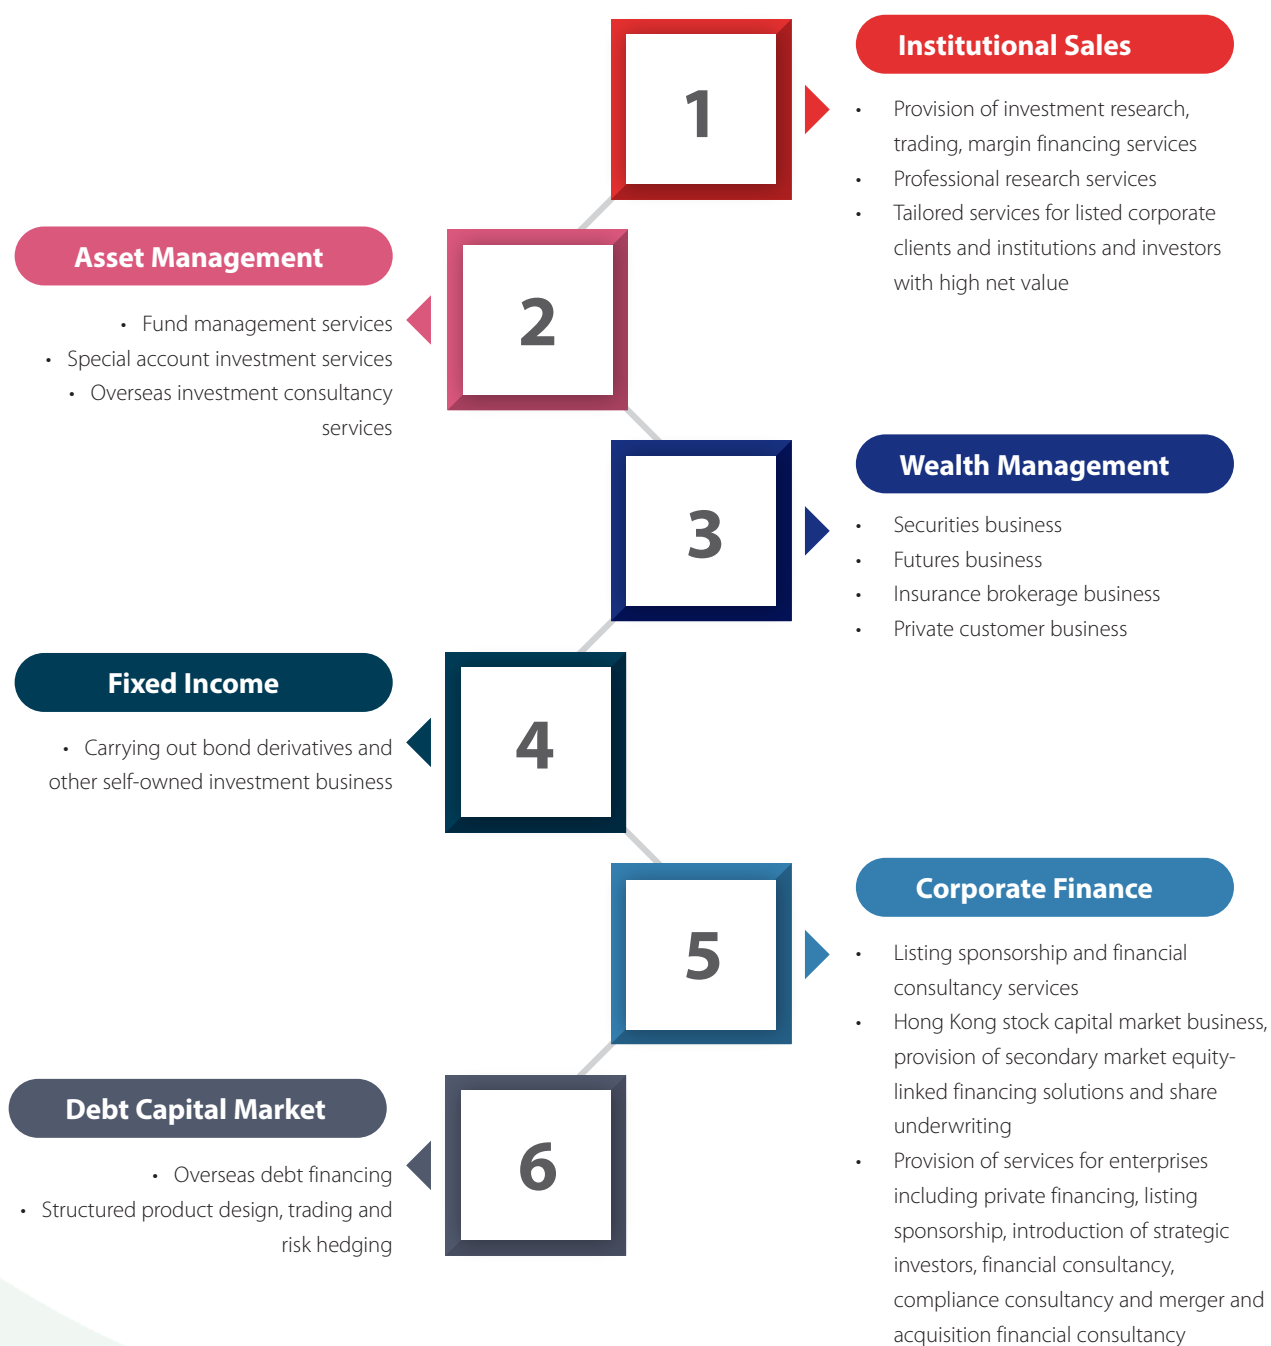 1
Institutional Sales
• Provision of investment research,
trading, margin financing services
• Professional research services
• Tailored services for listed corporate
clients and institutions and investors
with high net value
Asset Management
• Fund management services
• Special account investment services
• Overseas investment consultancy
services
2
3
Wealth Management
• Securities business
• Futures business
• Insurance brokerage business
• Private customer business
Fixed Income
• Carrying out bond derivatives and
other self-owned investment business
4
5
Corporate Finance
• Listing sponsorship and financial
consultancy services
• Hong Kong stock capital market business,
provision of secondary market equity-
linked financing solutions and share
underwriting
• Provision of services for enterprises
including private financing, listing
sponsorship, introduction of strategic
investors, financial consultancy,
compliance consultancy and merger and
acquisition financial consultancy
Debt Capital Market
• Overseas debt financing
• Structured product design, trading and
risk hedging
6